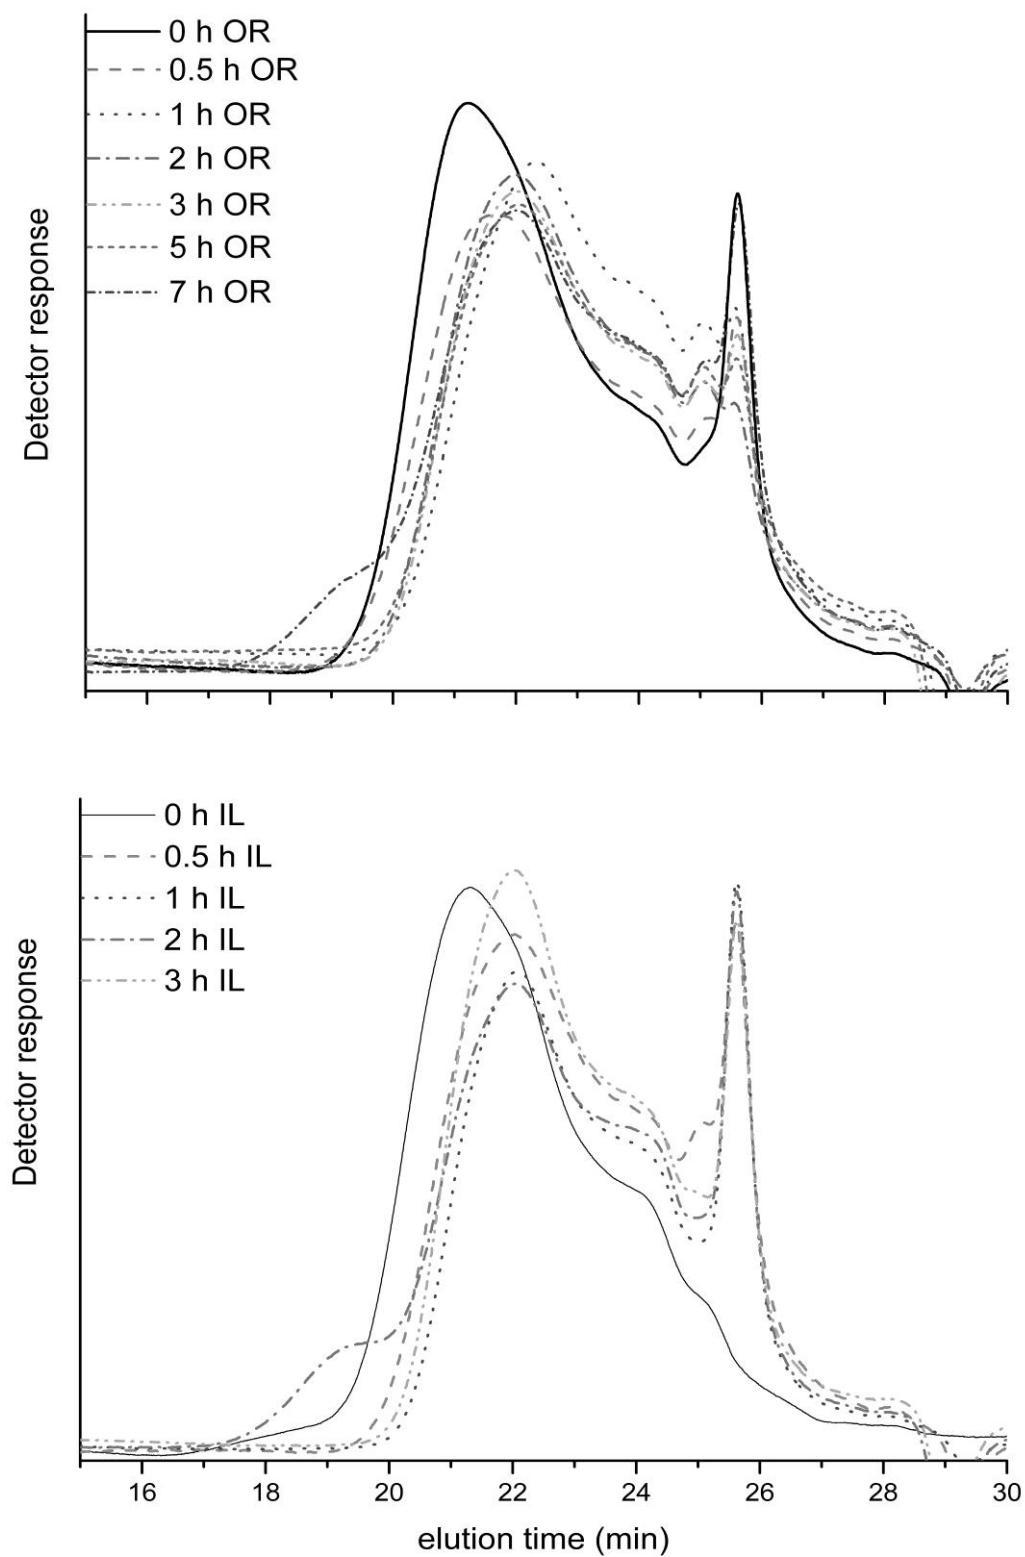 0 h OR
0.5 h OR
1 h OR
2 h OR
3 h OR
5 h OR
7 h OR
Detector response
0 h IL
0.5 h IL
1 h IL
2 h IL
3 h IL
Detector response
16 18 20 22 24 26 28 30
elution time (min)